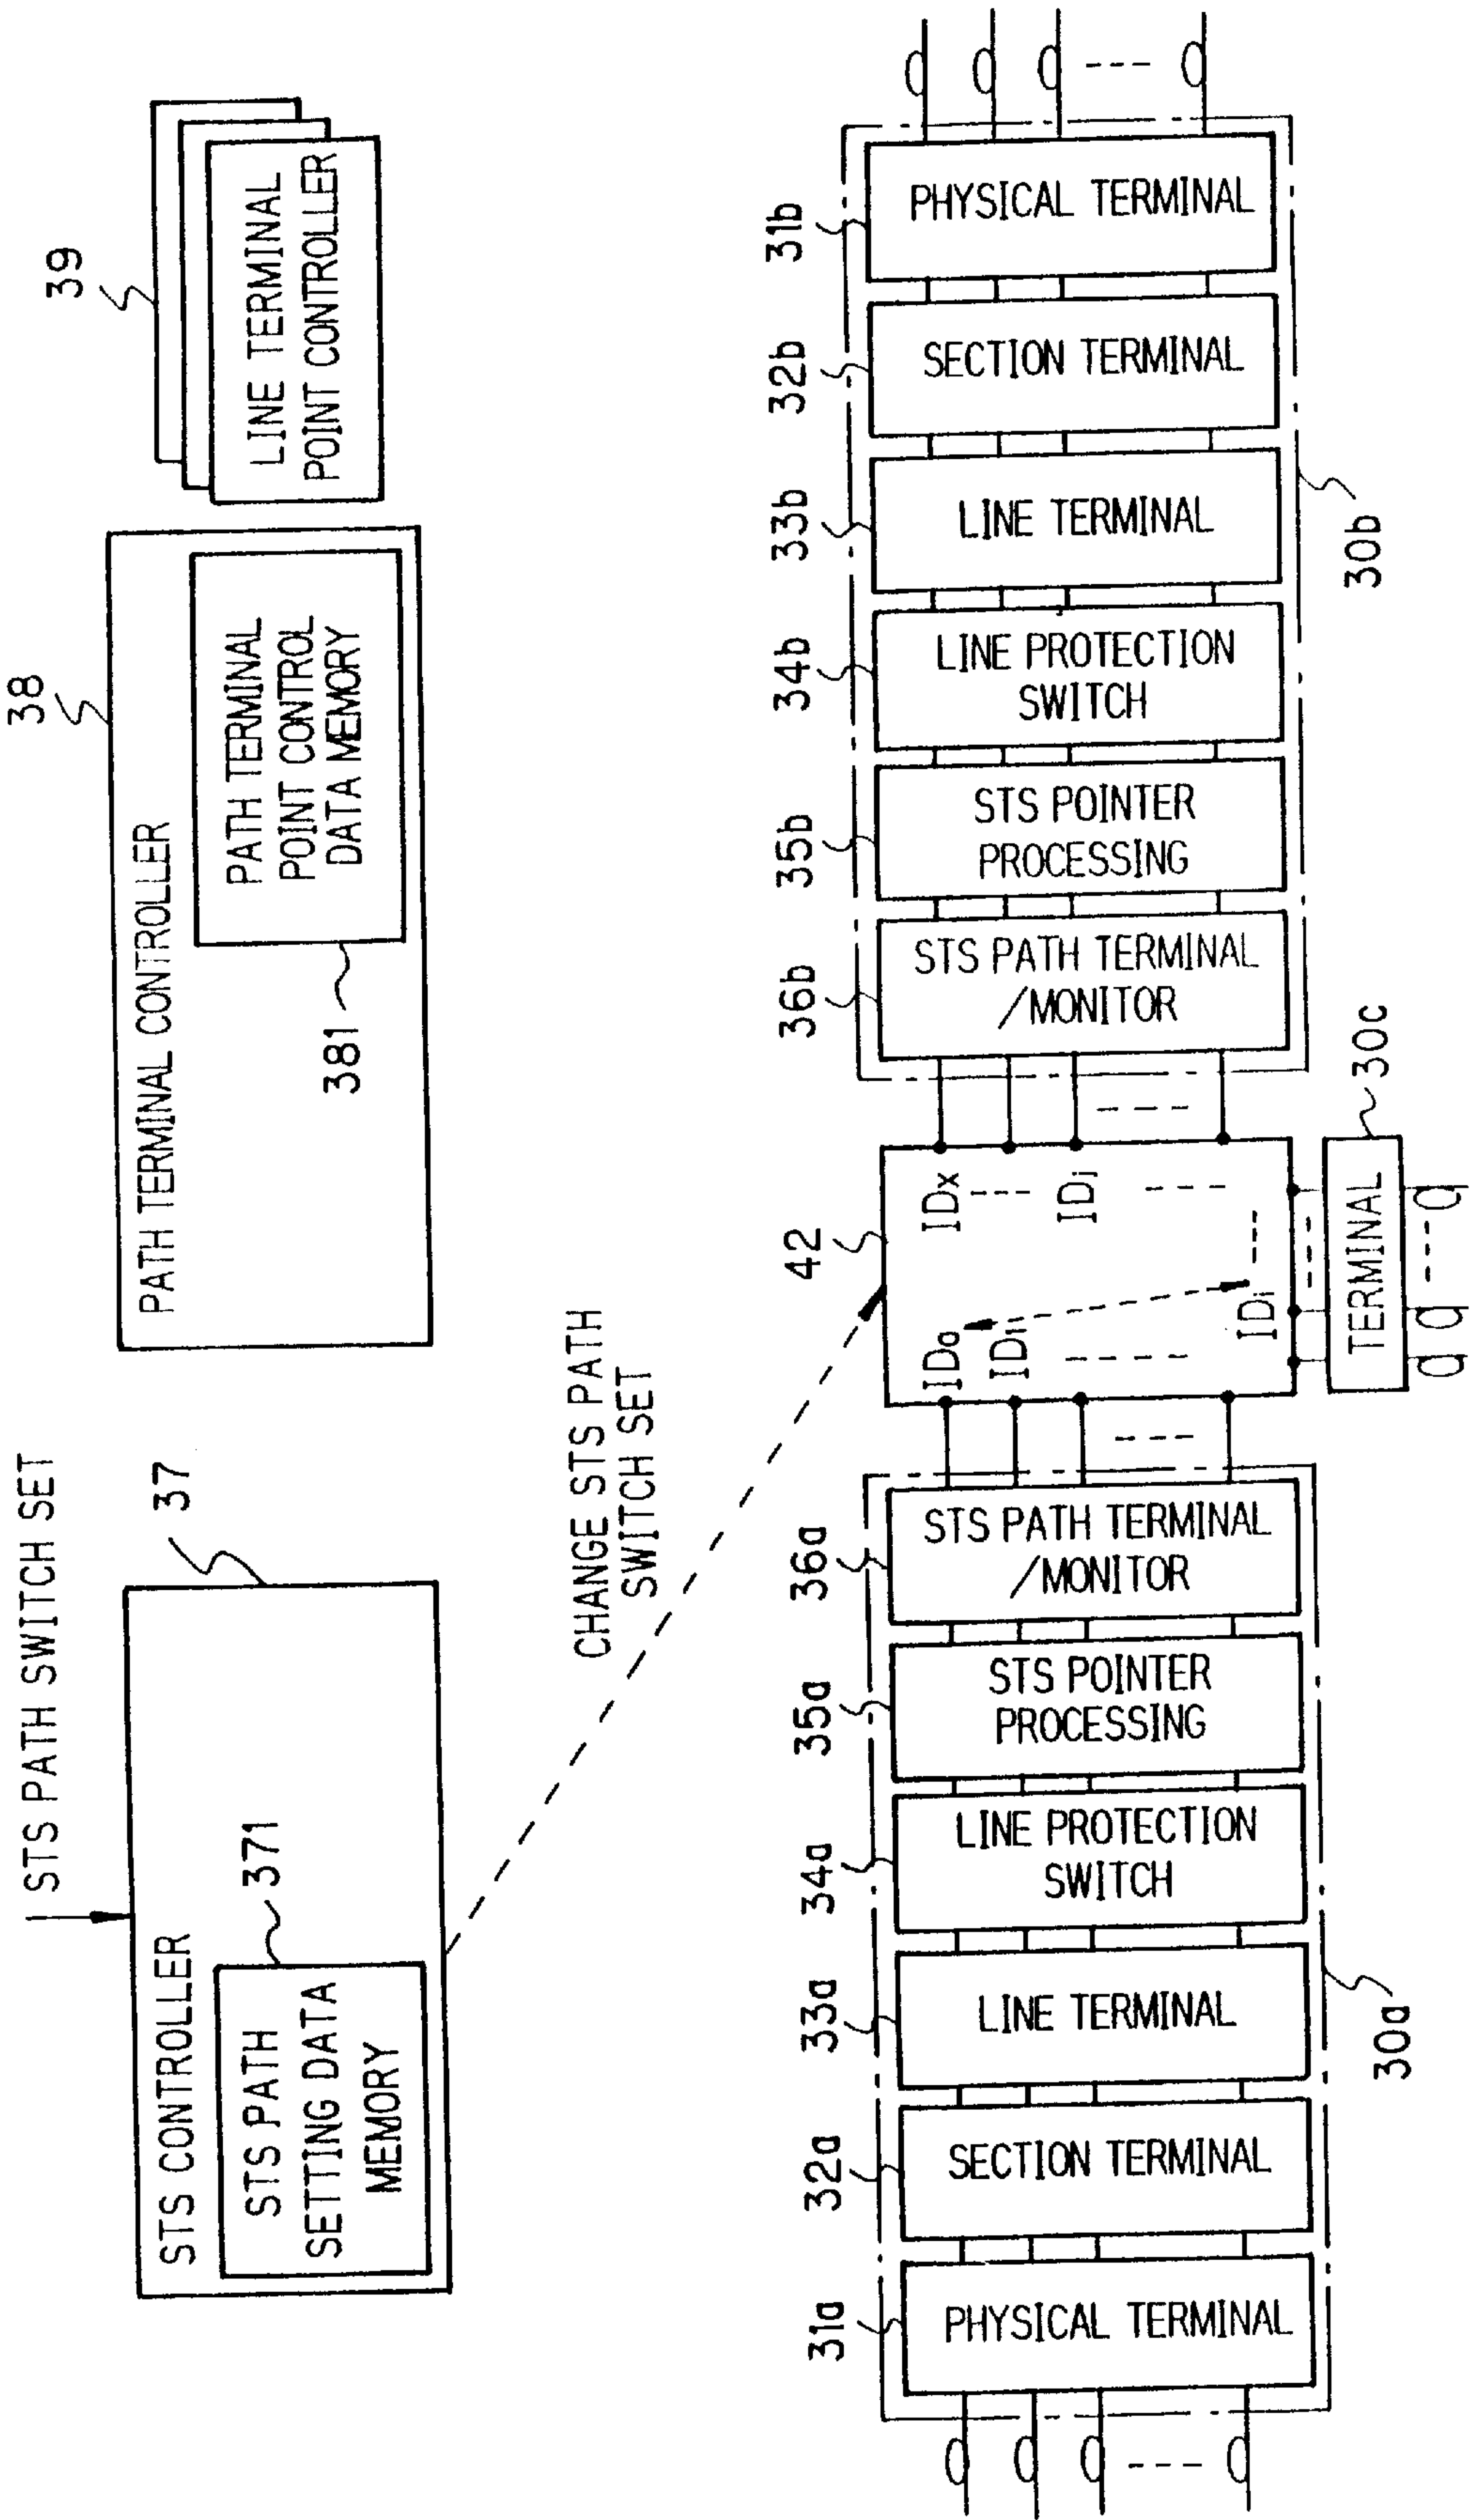 STS PATH SWITCH SET
37
STS CONTROLLER
371
STS PATH
SETTING DATA
MEMORY
38
PATH TERMINAL CONTROLLER
PATH TERMINAL
POINT CONTROL
DATA MEMORY
381
39
LINE TERMINAL
POINT CONTROLLER
CHANGE STS PATH
SWITCH SET
31a
PHYSICAL TERMINAL
32a
SECTION TERMINAL
33a
LINE TERMINAL
34a
LINE PROTECTION
SWITCH
35a
STS POINTER
PROCESSING
36a
STS PATH TERMINAL
/MONITOR
30a
42
ID0
ID1
IDi
IDx
IDj
36b
STS PATH TERMINAL
/MONITOR
35b
STS POINTER
PROCESSING
34b
LINE PROTECTION
SWITCH
33b
LINE TERMINAL
32b
SECTION TERMINAL
31b
PHYSICAL TERMINAL
30b
TERMINAL
30c